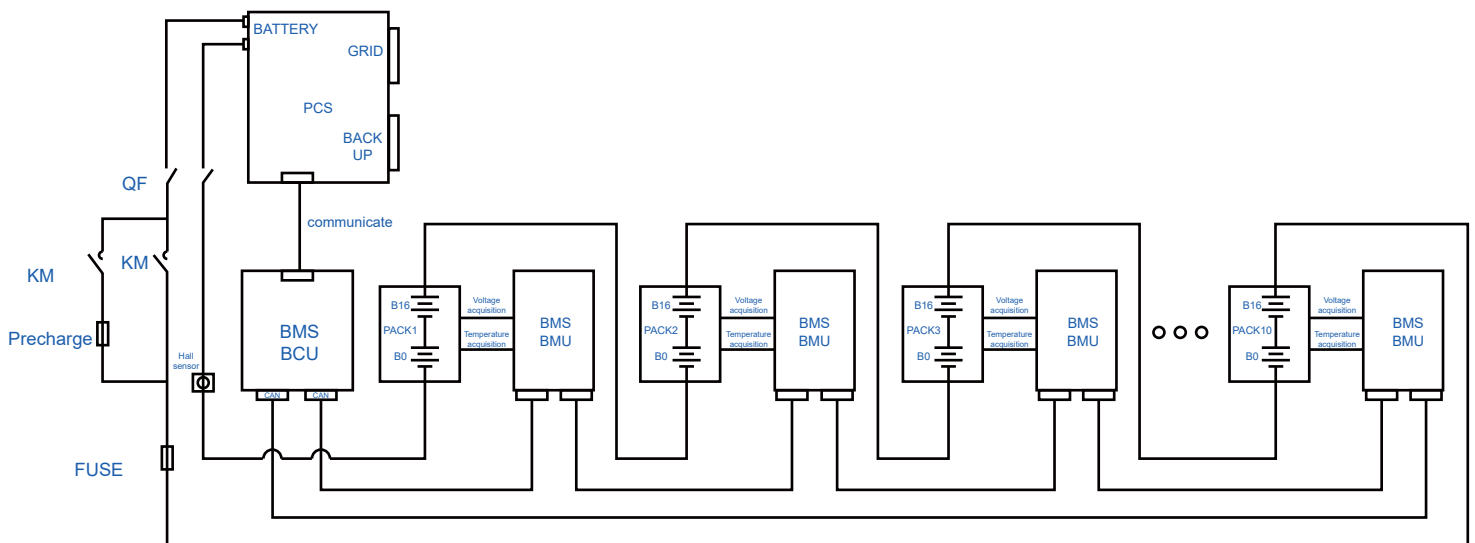 BATTERY
GRID
PCS
BACK
UP
QF
communicate
KM
KM
Precharge
Hall
sensor
FUSE
BMS
BCU
CAN
CAN
B16
PACK1
B0
Voltage
acquisition
Temperature
acquisition
BMS
BMU
B16
PACK2
B0
Voltage
acquisition
Temperature
acquisition
BMS
BMU
B16
PACK3
B0
Voltage
acquisition
Temperature
acquisition
BMS
BMU
B16
PACK10
B0
Voltage
acquisition
Temperature
acquisition
BMS
BMU